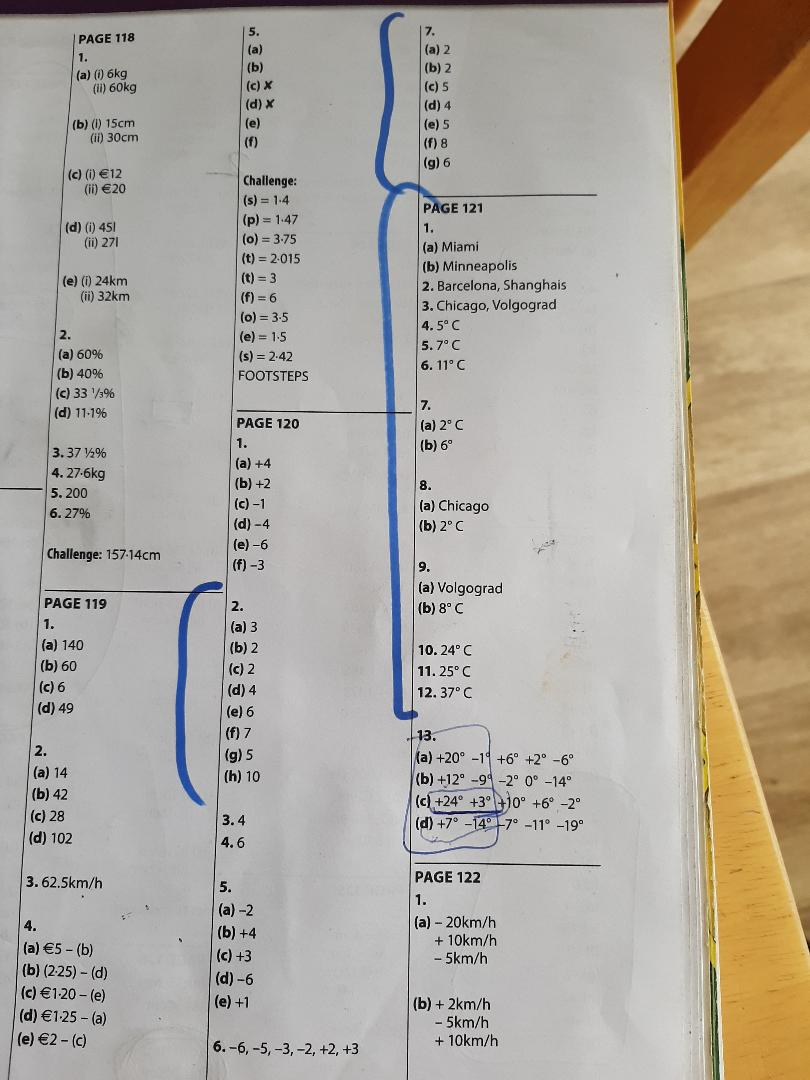 PAGE 118
1.
(a) (i) 6kg
(ii) 60kg
(b) (i) 15cm
(ii) 30cm
(c) (i) €12
(ii) €20
(d) (i) 45l
(ii) 27l
(e) (i) 24km
(ii) 32km
2.
(a) 60%
(b) 40%
(c) 33 ⅓%
(d) 11·1%
3. 37 ½%
4. 27·6kg
5. 200
6. 27%
Challenge: 157·14cm
PAGE 119
1.
(a) 140
(b) 60
(c) 6
(d) 49
2.
(a) 14
(b) 42
(c) 28
(d) 102
3. 62.5km/h
4.
(a) €5 – (b)
(b) (2·25) – (d)
(c) €1·20 – (e)
(d) €1·25 – (a)
(e) €2 – (c)
5.
(a)
(b)
(c) ✘
(d) ✘
(e)
(f)
Challenge:
(s) = 1·4
(p) = 1·47
(o) = 3·75
(t) = 2·015
(t) = 3
(f) = 6
(o) = 3·5
(e) = 1·5
(s) = 2·42
FOOTSTEPS
PAGE 120
1.
(a) +4
(b) +2
(c) –1
(d) –4
(e) –6
(f) –3
2.
(a) 3
(b) 2
(c) 2
(d) 4
(e) 6
(f) 7
(g) 5
(h) 10
3. 4
4. 6
5.
(a) –2
(b) +4
(c) +3
(d) –6
(e) +1
6. –6, –5, –3, –2, +2, +3
7.
(a) 2
(b) 2
(c) 5
(d) 4
(e) 5
(f) 8
(g) 6
PAGE 121
1.
(a) Miami
(b) Minneapolis
2. Barcelona, Shanghais
3. Chicago, Volgograd
4. 5° C
5. 7° C
6. 11° C
7.
(a) 2° C
(b) 6°
8.
(a) Chicago
(b) 2° C
9.
(a) Volgograd
(b) 8° C
10. 24° C
11. 25° C
12. 37° C
13.
(a) +20° –1° +6° +2° –6°
(b) +12° –9° –2° 0° –14°
(c) +24° +3° +10° +6° –2°
(d) +7° –14° –7° –11° –19°
PAGE 122
1.
(a) – 20km/h
+ 10km/h
– 5km/h
(b) + 2km/h
– 5km/h
+ 10km/h